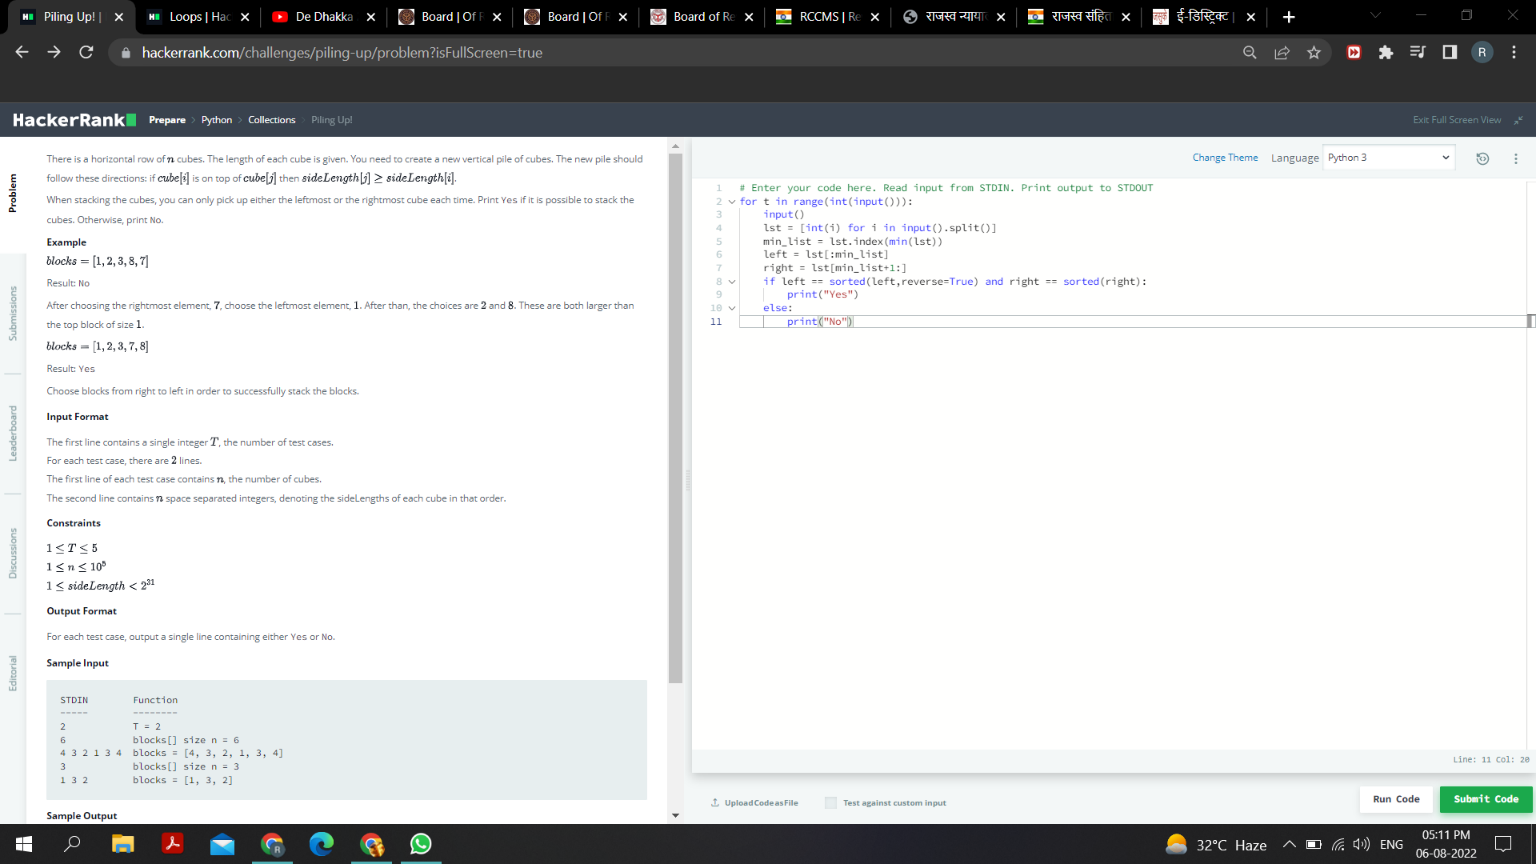 Piling Up! |
Loops | Hac
De Dhakka
Board | Of R
Board | Of R
Board of Re
RCCMS | Re
राजस्व न्याया
राजस्व संहित
ई-डिस्ट्रिक्ट |
hackerrank.com/challenges/piling-up/problem?isFullScreen=true
R
HackerRank
Prepare > Python > Collections > Piling Up!
Exit Full Screen View
Problem
Submissions
Leaderboard
Discussions
Editorial
There is a horizontal row of n cubes. The length of each cube is given. You need to create a new vertical pile of cubes. The new pile should
follow these directions: if cube[i] is on top of cube[j] then sideLength[j] ≥ sideLength[i].
When stacking the cubes, you can only pick up either the leftmost or the rightmost cube each time. Print Yes if it is possible to stack the
cubes. Otherwise, print No.
Example
blocks = [1, 2, 3, 8, 7]
Result: No
After choosing the rightmost element, 7, choose the leftmost element, 1. After than, the choices are 2 and 8. These are both larger than
the top block of size 1.
blocks = [1, 2, 3, 7, 8]
Result: Yes
Choose blocks from right to left in order to successfully stack the blocks.
Input Format
The first line contains a single integer T, the number of test cases.
For each test case, there are 2 lines.
The first line of each test case contains n, the number of cubes.
The second line contains n space separated integers, denoting the sideLengths of each cube in that order.
Constraints
1 ≤ T ≤ 5
1 ≤ n ≤ 10⁵
1 ≤ sideLength < 2³¹
Output Format
For each test case, output a single line containing either Yes or No.
Sample Input
STDIN Function
----- --------
2 T = 2
6 blocks[] size n = 6
4 3 2 1 3 4 blocks = [4, 3, 2, 1, 3, 4]
3 blocks[] size n = 3
1 3 2 blocks = [1, 3, 2]
Sample Output
Change Theme Language Python 3
1 # Enter your code here. Read input from STDIN. Print output to STDOUT
2 for t in range(int(input())):
3 input()
4 lst = [int(i) for i in input().split()]
5 min_list = lst.index(min(lst))
6 left = lst[:min_list]
7 right = lst[min_list+1:]
8 if left == sorted(left,reverse=True) and right == sorted(right):
9 print("Yes")
10 else:
11 print("No")
Line: 11 Col: 20
Upload Code as File
Test against custom input
Run Code
Submit Code
32°C Haze
ENG
05:11 PM
06-08-2022